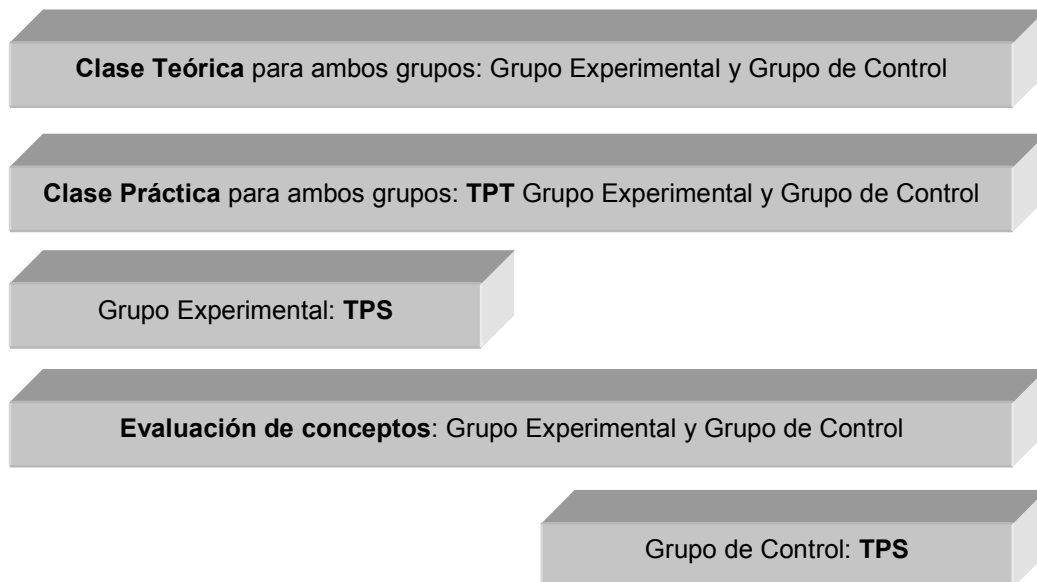 Clase Teórica para ambos grupos: Grupo Experimental y Grupo de Control
Clase Práctica para ambos grupos: TPT Grupo Experimental y Grupo de Control
Grupo Experimental: TPS
Evaluación de conceptos: Grupo Experimental y Grupo de Control
Grupo de Control: TPS